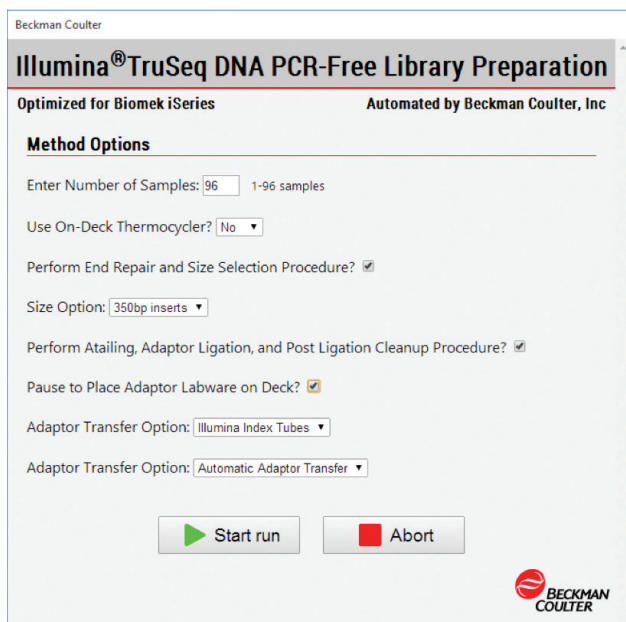 Beckman Coulter
Illumina®TruSeq DNA PCR-Free Library Preparation
Optimized for Biomek iSeries Automated by Beckman Coulter, Inc
Method Options
Enter Number of Samples: 96 1-96 samples
Use On-Deck Thermocycler? No
Perform End Repair and Size Selection Procedure?
Size Option: 350bp inserts
Perform Atailing, Adaptor Ligation, and Post Ligation Cleanup Procedure?
Pause to Place Adaptor Labware on Deck?
Adaptor Transfer Option: Illumina Index Tubes
Adaptor Transfer Option: Automatic Adaptor Transfer
Start run Abort
BECKMAN
COULTER